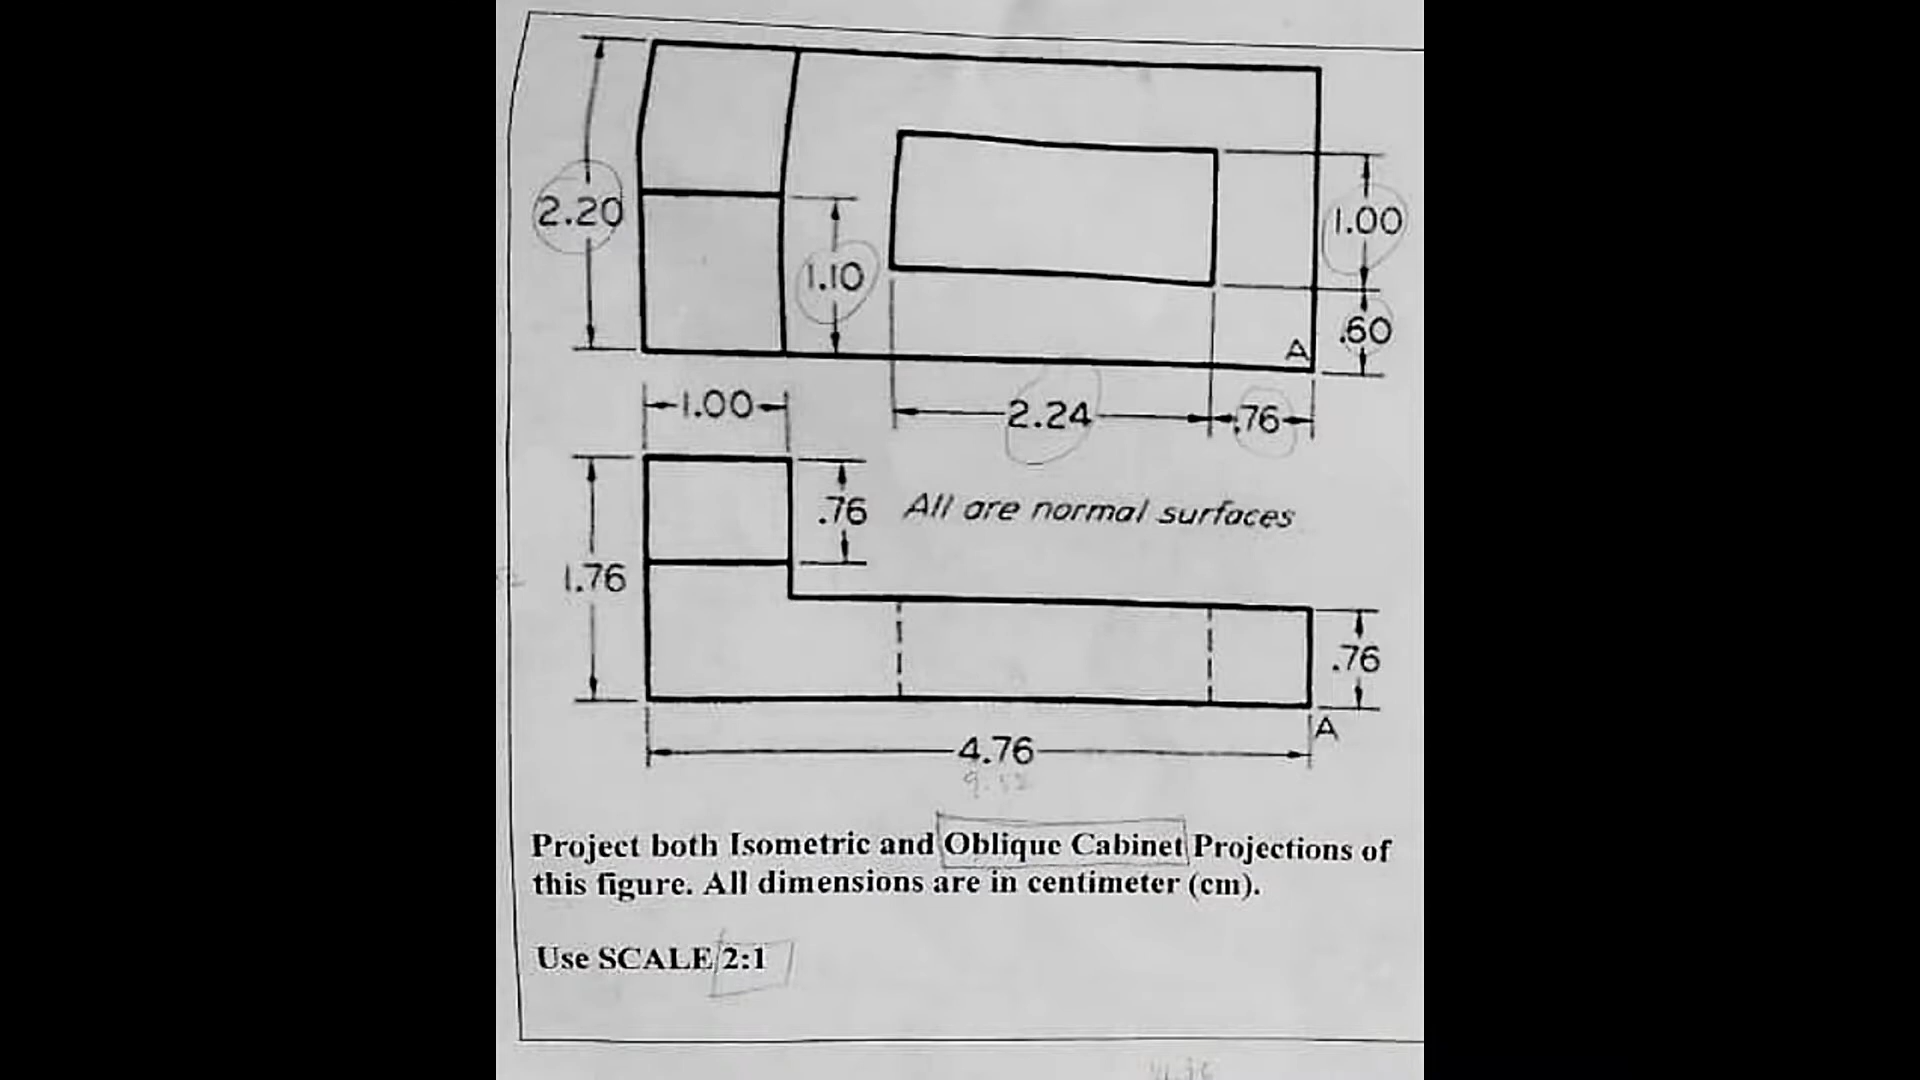 2.20
1.10
1.00
.60
A
1.00
2.24
.76
.76
All are normal surfaces
1.76
.76
A
4.76
9.52
Project both Isometric and Oblique Cabinet Projections of
this figure. All dimensions are in centimeter (cm).
Use SCALE 2:1